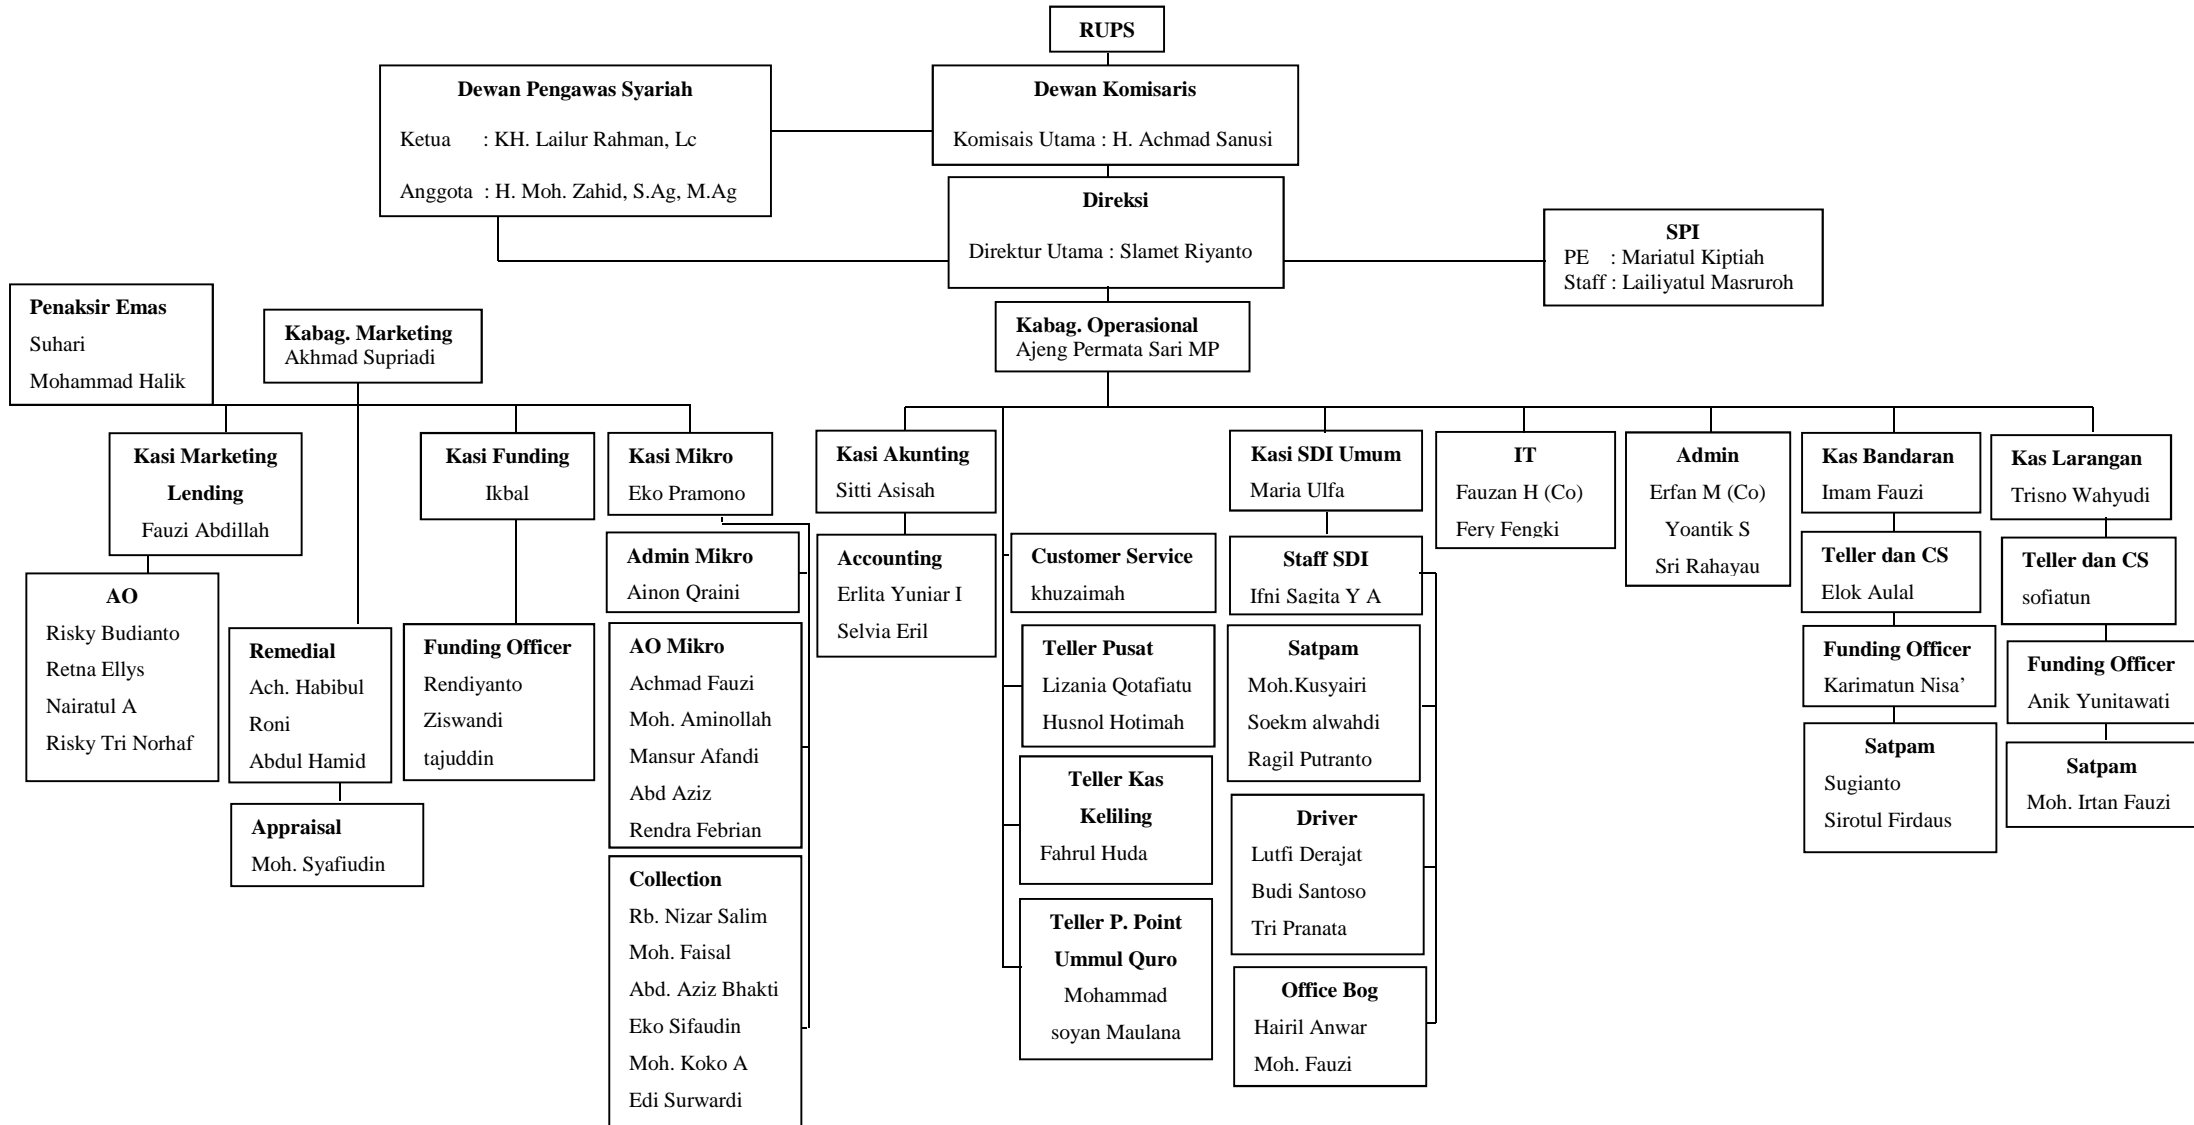 RUPS
Dewan Pengawas Syariah
Ketua : KH. Lailur Rahman, Lc
Anggota : H. Moh. Zahid, S.Ag, M.Ag
Dewan Komisaris
Komisais Utama : H. Achmad Sanusi
Direksi
Direktur Utama : Slamet Riyanto
SPI
PE : Mariatul Kiptiah
Staff : Lailiyatul Masruroh
Penaksir Emas
Suhari
Mohammad Halik
Kabag. Marketing
Akhmad Supriadi
Kabag. Operasional
Ajeng Permata Sari MP
Kasi Marketing
Lending
Fauzi Abdillah
AO
Risky Budianto
Retna Ellys
Nairatul A
Risky Tri Norhaf
Remedial
Ach. Habibul
Roni
Abdul Hamid
Appraisal
Moh. Syafiudin
Kasi Funding
Ikbal
Funding Officer
Rendiyanto
Ziswandi
tajuddin
Kasi Mikro
Eko Pramono
Admin Mikro
Ainon Qraini
AO Mikro
Achmad Fauzi
Moh. Aminollah
Mansur Afandi
Abd Aziz
Rendra Febrian
Collection
Rb. Nizar Salim
Moh. Faisal
Abd. Aziz Bhakti
Eko Sifaudin
Moh. Koko A
Edi Surwardi
Kasi Akunting
Sitti Asisah
Accounting
Erlita Yuniar I
Selvia Eril
Customer Service
khuzaimah
Teller Pusat
Lizania Qotafiatu
Husnol Hotimah
Teller Kas
Keliling
Fahrul Huda
Teller P. Point
Ummul Quro
Mohammad
soyan Maulana
Kasi SDI Umum
Maria Ulfa
Staff SDI
Ifni Sagita Y A
Satpam
Moh.Kusyairi
Soekm alwahdi
Ragil Putranto
Driver
Lutfi Derajat
Budi Santoso
Tri Pranata
Office Bog
Hairil Anwar
Moh. Fauzi
IT
Fauzan H (Co)
Fery Fengki
Admin
Erfan M (Co)
Yoantik S
Sri Rahayau
Kas Bandaran
Imam Fauzi
Teller dan CS
Elok Aulal
Funding Officer
Karimatun Nisa’
Satpam
Sugianto
Sirotul Firdaus
Kas Larangan
Trisno Wahyudi
Teller dan CS
sofiatun
Funding Officer
Anik Yunitawati
Satpam
Moh. Irtan Fauzi